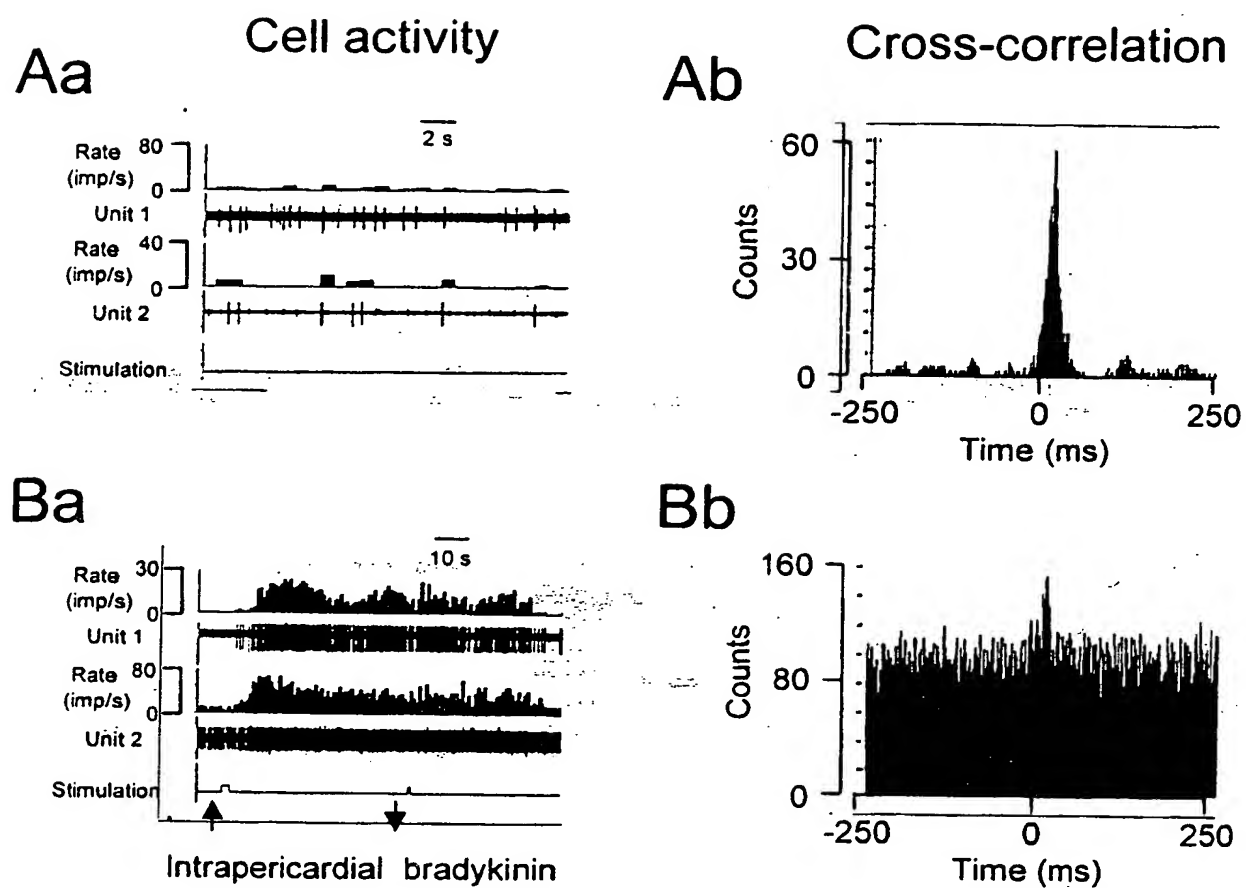 Cell activity
Cross-correlation
Aa
2 s
Rate (imp/s)
80
0
Unit 1
Rate (imp/s)
40
0
Unit 2
Stimulation
Ab
60
30
0
Counts
-250 0 250
Time (ms)
Ba
10 s
Rate (imp/s)
30
0
Unit 1
Rate (imp/s)
80
0
Unit 2
Stimulation
Intrapericardial bradykinin
Bb
160
80
0
Counts
-250 0 250
Time (ms)